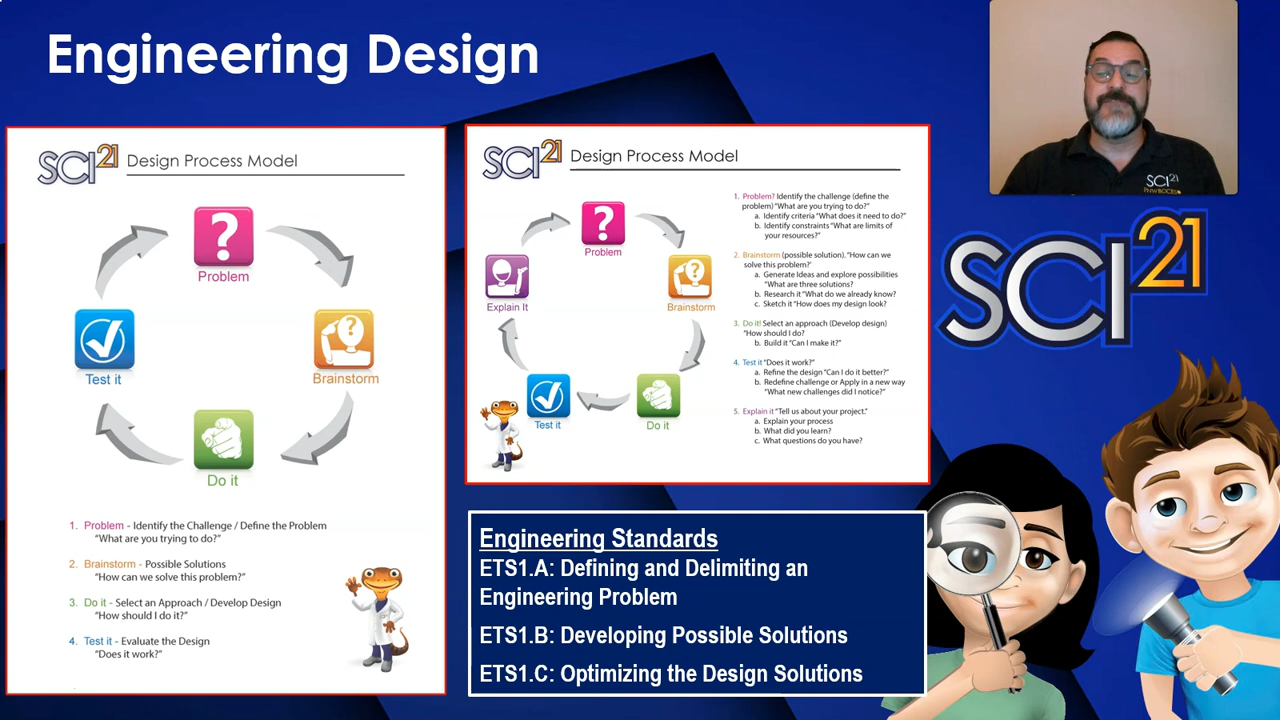 Engineering Design
SCI21 Design Process Model
Problem
Test it
Brainstorm
Do it
1. Problem - Identify the Challenge / Define the Problem
"What are you trying to do?"
2. Brainstorm - Possible Solutions
"How can we solve this problem?"
3. Do it - Select an Approach / Develop Design
"How should I do it?"
4. Test it - Evaluate the Design
"Does it work?"
SCI21 Design Process Model
Problem
Explain It
Brainstorm
Test it
Do it
1. Problem? Identify the challenge (define the
problem) "What are you trying to do?"
a. Identify criteria "What does it need to do?"
b. Identify constraints "What are limits of
your resources?"
2. Brainstorm (possible solution). "How can we
solve this problem?'
a. Generate Ideas and explore possibilities
"What are three solutions?
b. Research it "What do we already know?
c. Sketch it "How does my design look?
3. Do it! Select an approach (Develop design)
"How should I do?
b. Build it "Can I make it?"
4. Test it "Does it work?"
a. Refine the design "Can I do it better?"
b. Redefine challenge or Apply in a new way
"What new challenges did I notice?"
5. Explain it "Tell us about your project."
a. Explain your process
b. What did you learn?
c. What questions do you have?
Engineering Standards
ETS1.A: Defining and Delimiting an
Engineering Problem
ETS1.B: Developing Possible Solutions
ETS1.C: Optimizing the Design Solutions
SCI21
PNW BOCES
SCI21